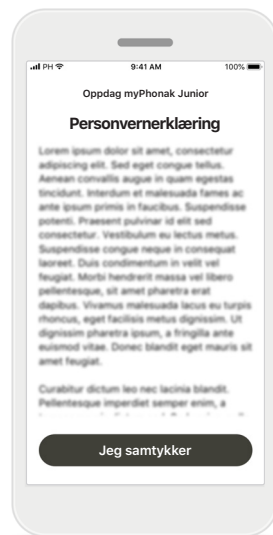 PH
9:41 AM
100%
Oppdag myPhonak Junior
Personvernerklæring
Lorem ipsum dolor sit amet, consectetur
adipiscing elit. Sed eget congue tellus.
Aenean convallis augue in quam egestas
tincidunt. Interdum et malesuada fames ac
ante ipsum primis in faucibus. Suspendisse
potenti. Praesent pulvinar id elit sed
consectetur. Vestibulum eu lectus metus.
Suspendisse congue neque in consequat
laoreet. Duis condimentum in velit vel
feugiat. Morbi hendrerit massa vel libero
pellentesque, sit amet pharetra erat
dapibus. Vivamus malesuada lacus eu turpis
rhoncus, eget facilisis metus dignissim. Ut
dignissim pharetra ipsum, a fringilla ante
euismod vitae. Donec blandit eget mauris sit
amet feugiat.
Curabitur dictum leo nec lacinia blandit.
Pellentesque imperdiet semper enim, a
Jeg samtykker